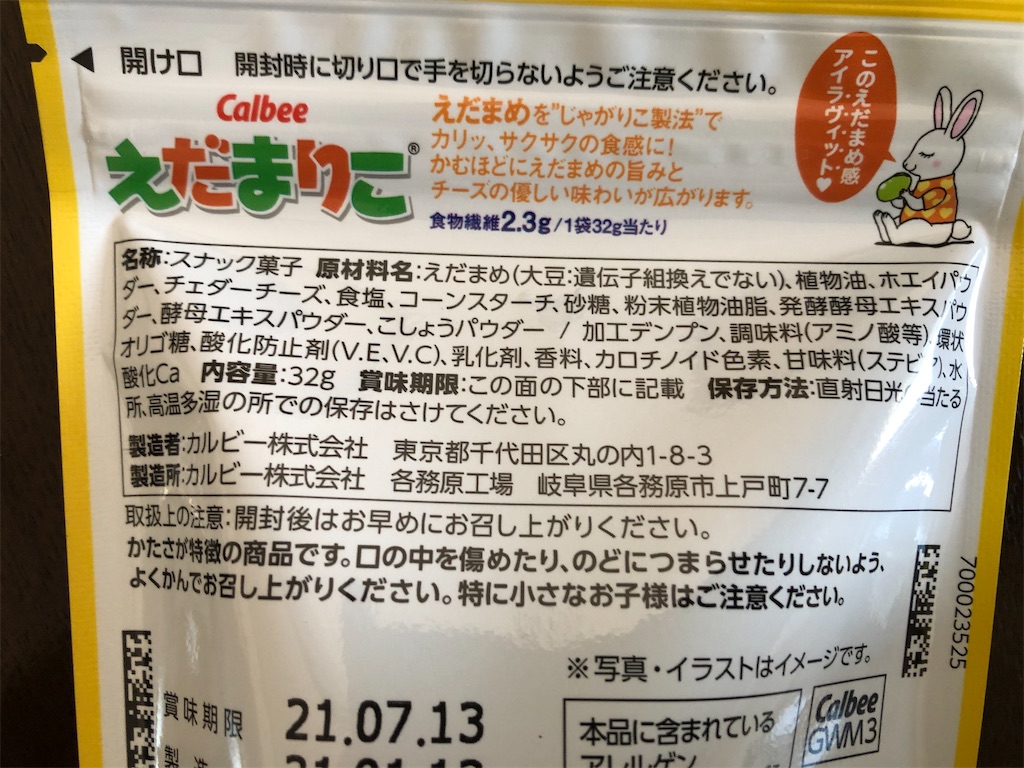 ◀ 開け口 開封時に切り口で手を切らないようご注意ください。
Calbee
えだまりこ®
えだまめを"じゃがりこ製法"で
カリッ、サクサクの食感に!
かむほどにえだまめの旨みと
チーズの優しい味わいが広がります。
食物繊維2.3g/1袋32g当たり
このえだまめ感
アイラヴィット♥
名称:スナック菓子 原材料名:えだまめ(大豆:遺伝子組換えでない)、植物油、ホエイパウ
ダー、チェダーチーズ、食塩、コーンスターチ、砂糖、粉末植物油脂、発酵酵母エキスパウ
ダー、酵母エキスパウダー、こしょうパウダー / 加工デンプン、調味料(アミノ酸等)、環状
オリゴ糖、酸化防止剤(V.E、V.C)、乳化剤、香料、カロチノイド色素、甘味料(ステビア)、水
酸化Ca 内容量:32g 賞味期限:この面の下部に記載 保存方法:直射日光の当たる
所、高温多湿の所での保存はさけてください。
製造者:カルビー株式会社 東京都千代田区丸の内1-8-3
製造所:カルビー株式会社 各務原工場 岐阜県各務原市上戸町7-7
取扱上の注意:開封後はお早めにお召し上がりください。
かたさが特徴の商品です。口の中を傷めたり、のどにつまらせたりしないよう、
よくかんでお召し上がりください。特に小さなお子様はご注意ください。
700023525
※写真・イラストはイメージです。
賞味期限 21.07.13
本品に含まれている
アレルゲン
Calbee
GWM3